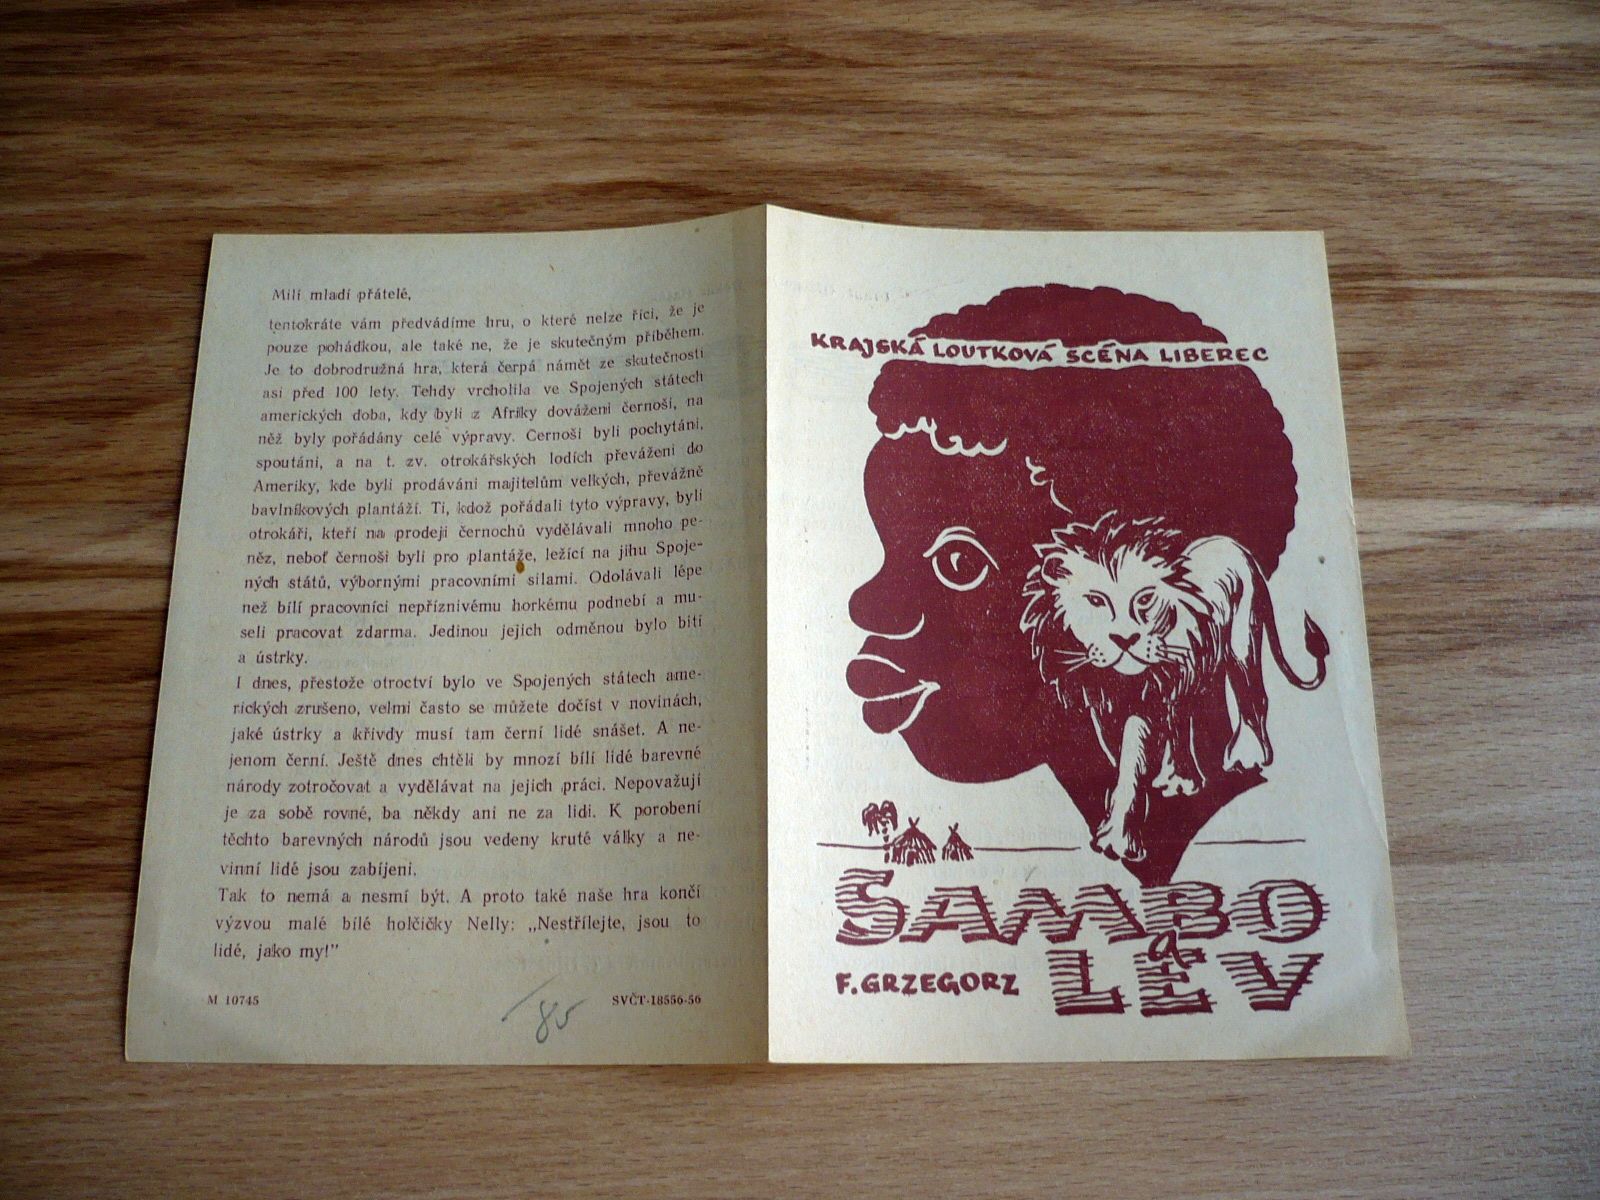 Milí mladí přátelé,
tentokráte vám předvádíme hru, o které nelze říci, že je
pouze pohádkou, ale také ne, že je skutečným příběhem.
Je to dobrodružná hra, která čerpá námět ze skutečnosti
asi před 100 lety. Tehdy vrcholila ve Spojených státech
amerických doba, kdy byli z Afriky dováženi černoši, na
něž byly pořádány celé výpravy. Černoši byli pochytáni,
spoutáni, a na t. zv. otrokářských lodích převáženi do
Ameriky, kde byli prodáváni majitelům velkých, převážně
bavlníkových plantáží. Ti, kdož pořádali tyto výpravy, byli
otrokáři, kteří na prodeji černochů vydělávali mnoho pe-
něz, neboť černoši byli pro plantáže, ležící na jihu Spoje-
ných států, výbornými pracovními silami. Odolávali lépe
než bílí pracovníci nepříznivému horkému podnebí a mu-
seli pracovat zdarma. Jedinou jejich odměnou bylo bití
a ústrky.
I dnes, přestože otroctví bylo ve Spojených státech ame-
rických zrušeno, velmi často se můžete dočíst v novinách,
jaké ústrky a křivdy musí tam černí lidé snášet. A ne-
jenom černí. Ještě dnes chtěli by mnozí bílí lidé barevné
národy zotročovat a vydělávat na jejich práci. Nepovažují
je za sobě rovné, ba někdy ani ne za lidi. K porobení
těchto barevných národů jsou vedeny kruté války a ne-
vinní lidé jsou zabíjeni.
Tak to nemá a nesmí být. A proto také naše hra končí
výzvou malé bílé holčičky Nelly: „Nestřílejte, jsou to
lidé, jako my!"
M 10745 SVČT-18556-56
85
KRAJSKÁ LOUTKOVÁ SCÉNA LIBEREC
SAMBO
a
LEV
F. GRZEGORZ